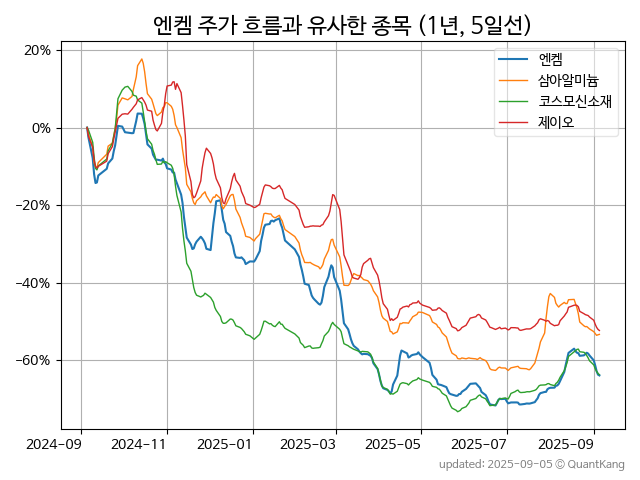 엔켐 주가 흐름과 유사한 종목 (1년, 5일선)
엔켐
삼아알미늄
코스모신소재
제이오
20%
0%
−20%
−40%
−60%
2024−09
2024−11
2025−01
2025−03
2025−05
2025−07
2025−09
updated: 2025-09-05 © QuantKang